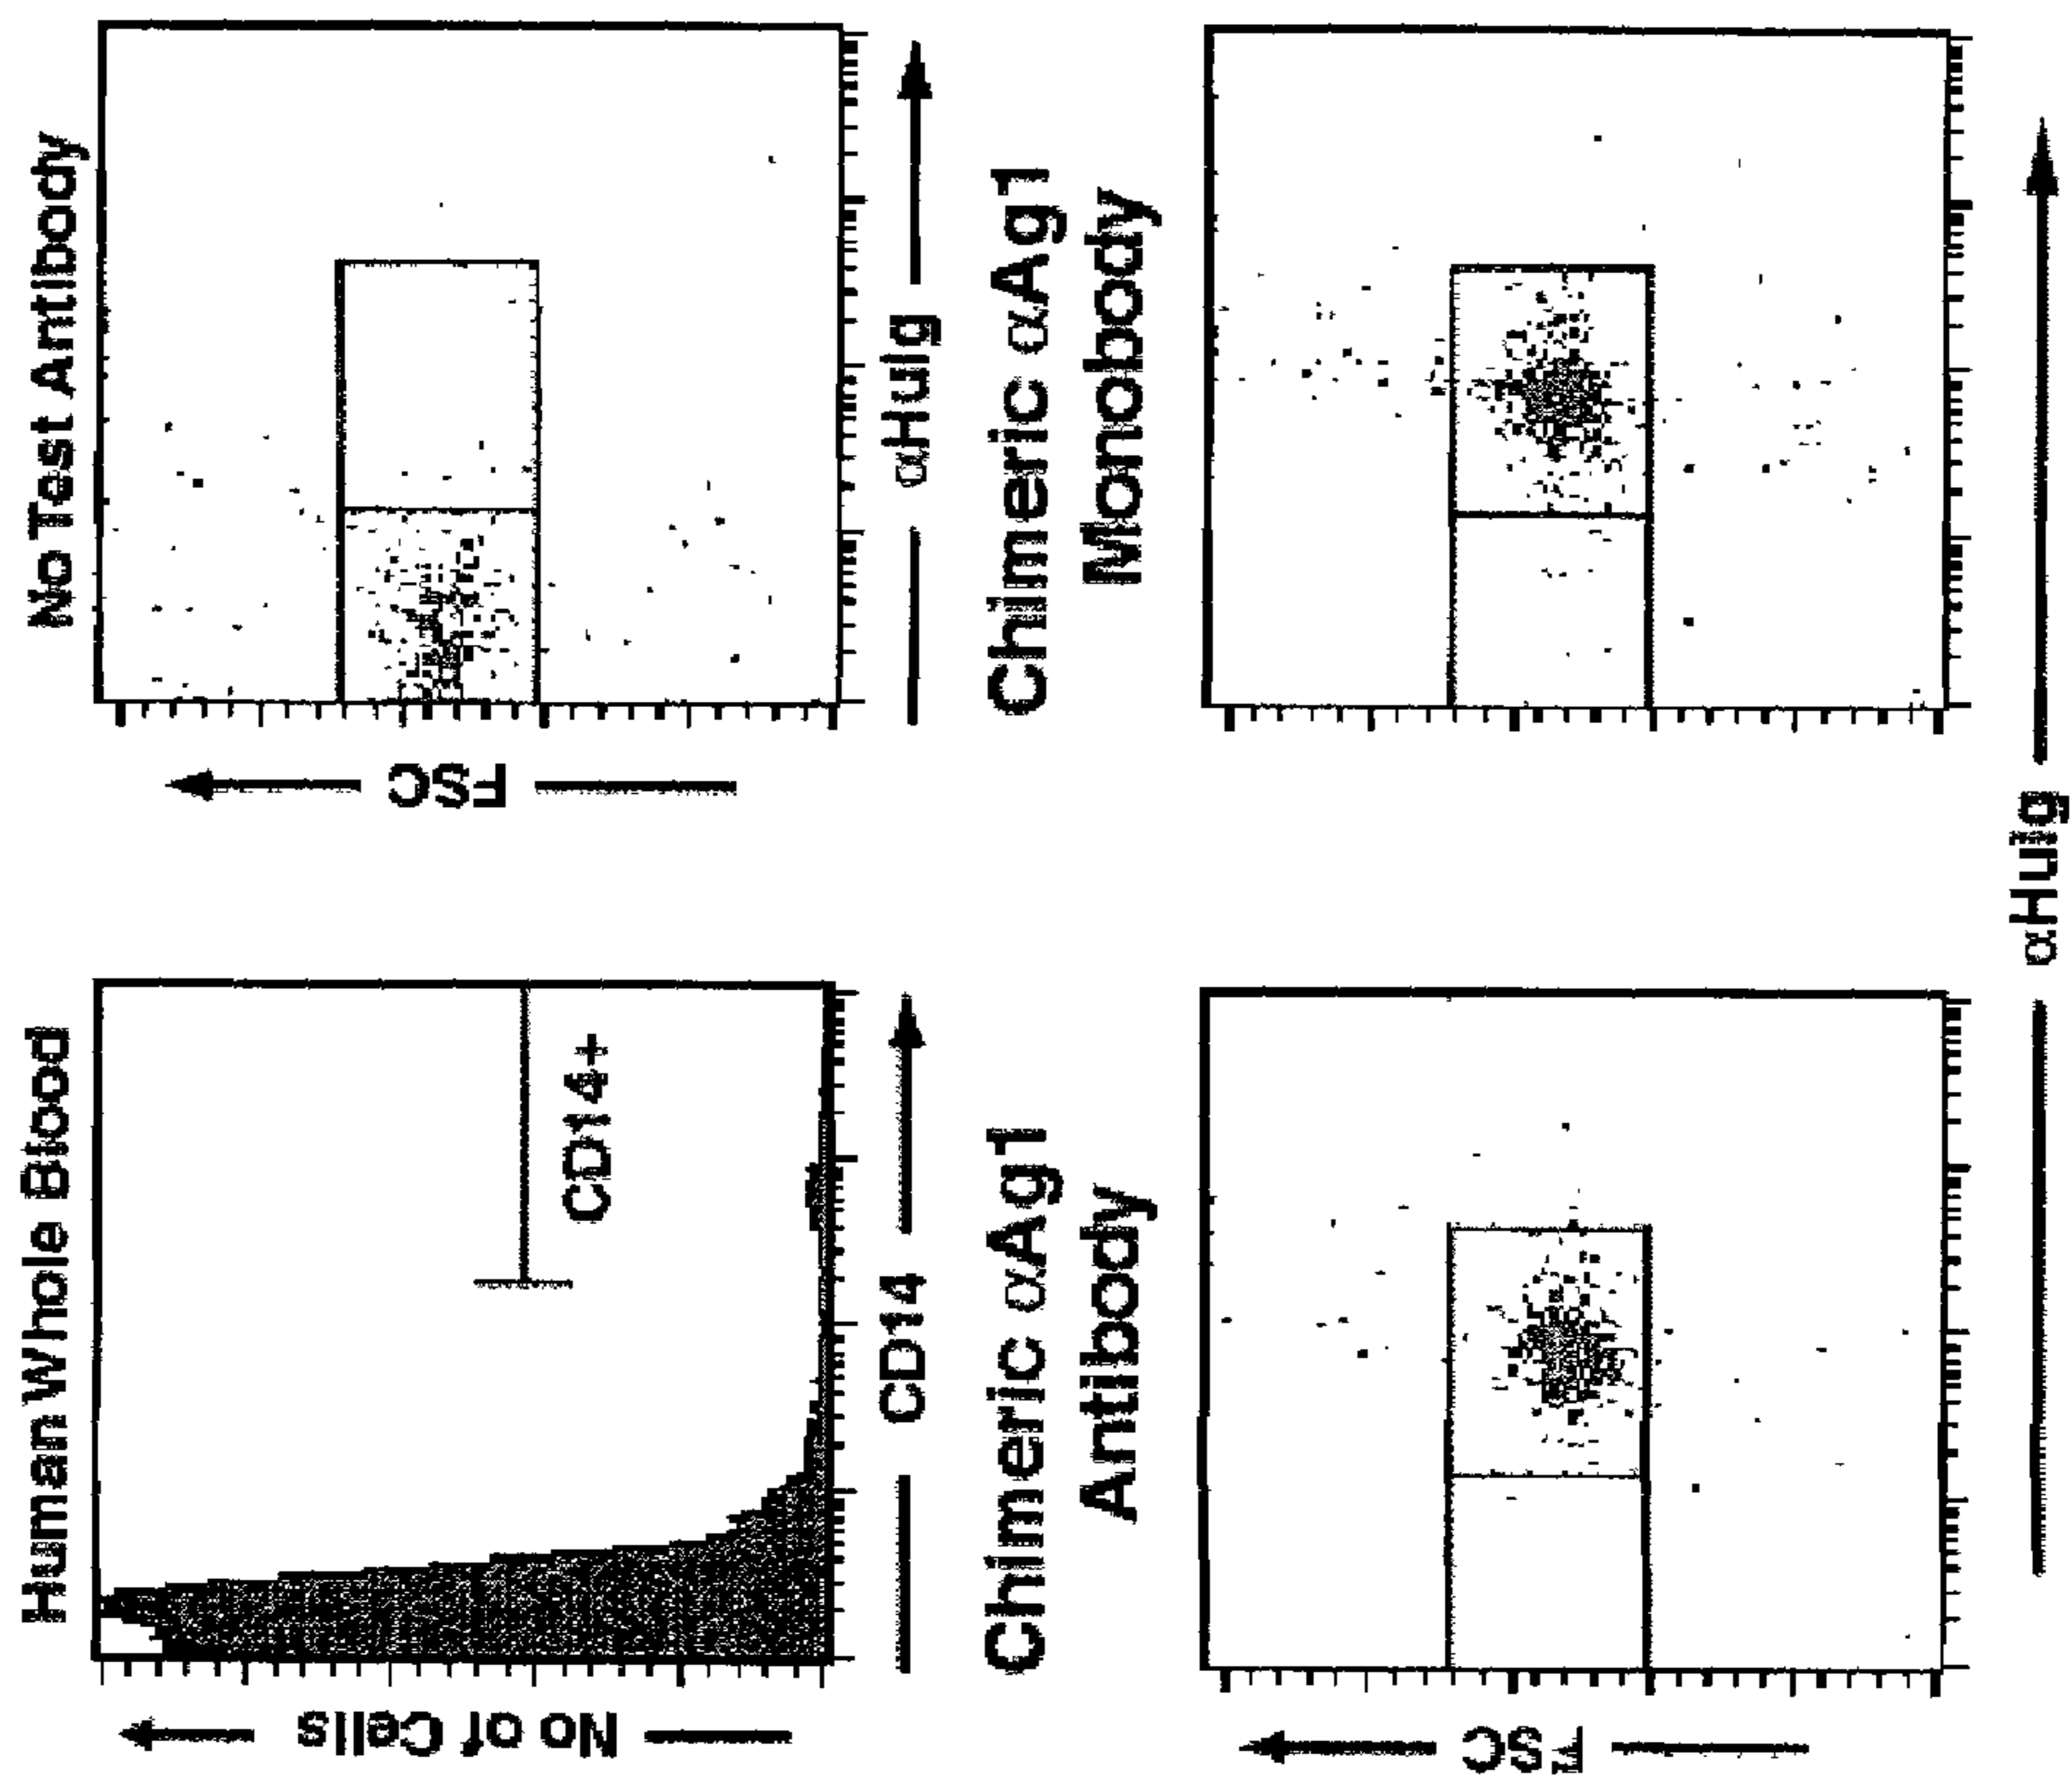 Human Whole Blood
No of Cells
CD14+
CD14
No Test Antibody
FSC
αHuIg
Chimeric αAg1
Antibody
FSC
Chimeric αAg1
Monobody
αHuIg